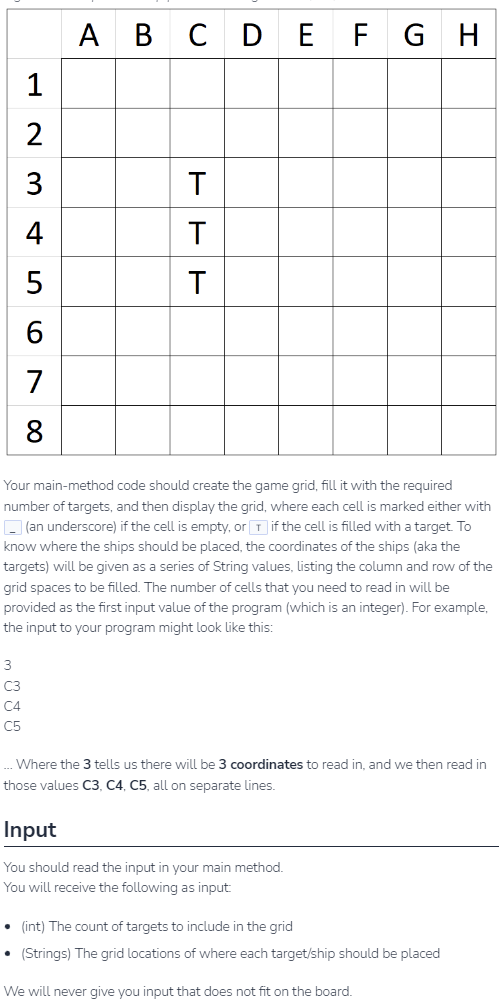 A B C D E F G H
1
2
3 T
4 T
5 T
6
7
8
Your main-method code should create the game grid, fill it with the required
number of targets, and then display the grid, where each cell is marked either with
_ (an underscore) if the cell is empty, or T if the cell is filled with a target. To
know where the ships should be placed, the coordinates of the ships (aka the
targets) will be given as a series of String values, listing the column and row of the
grid spaces to be filled. The number of cells that you need to read in will be
provided as the first input value of the program (which is an integer). For example,
the input to your program might look like this:
3
C3
C4
C5
... Where the 3 tells us there will be 3 coordinates to read in, and we then read in
those values C3, C4, C5, all on separate lines.
Input
You should read the input in your main method.
You will receive the following as input:
• (int) The count of targets to include in the grid
• (Strings) The grid locations of where each target/ship should be placed
We will never give you input that does not fit on the board.